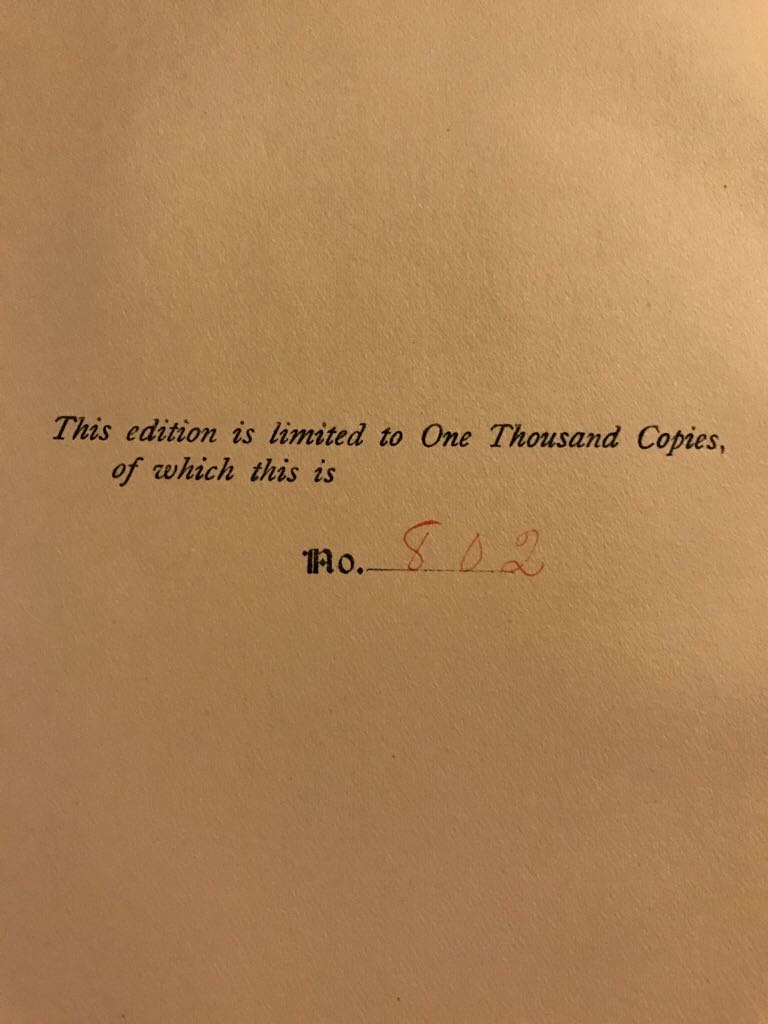 This edition is limited to One Thousand Copies,
of which this is
No. 802